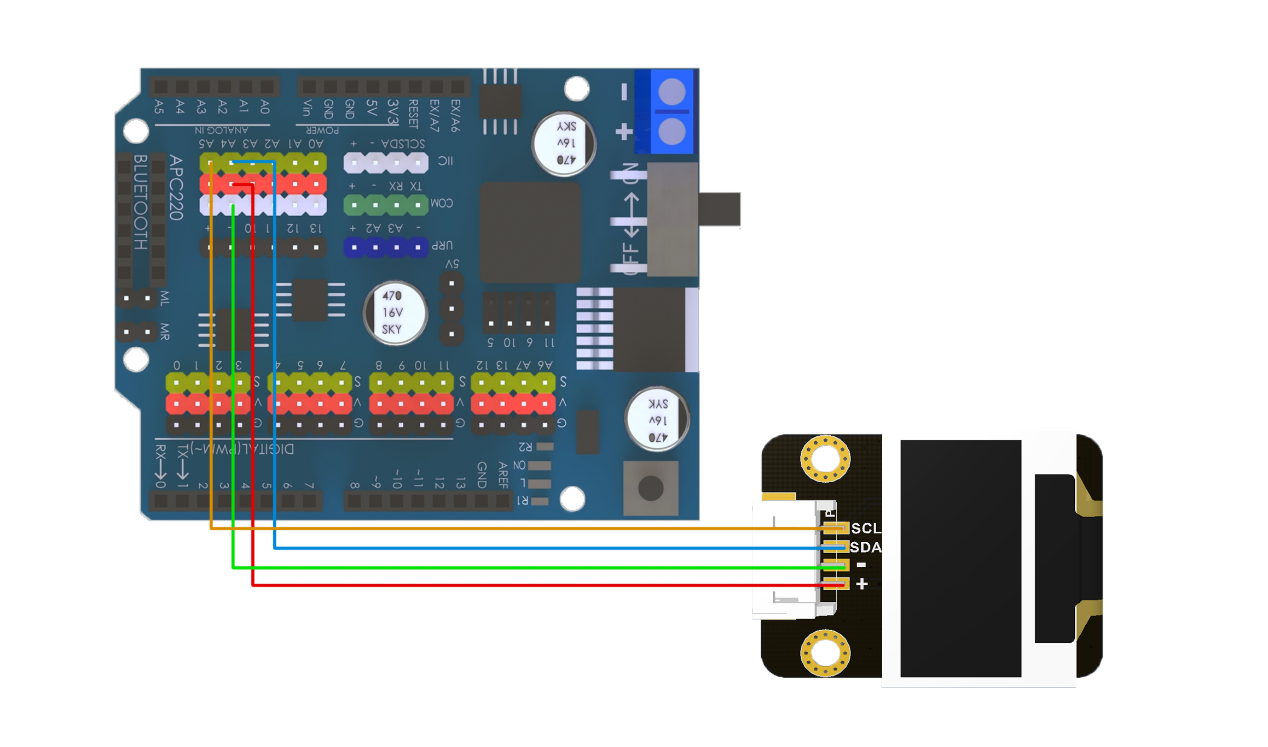 A5 A4 A3 A2 A1 A0
Vin GND GND 5V 3V3 RESET EX/A7 EX/A6
ANALOG IN
POWER
-
+
SKY
16V
470
A5 A4 A3 A2 A1 A0
+ - SDA SCL
IIC
BLUETOOTH
APC220
+ - RX TX
COM
ON
OFF
+ - 10 1 12 13
+ A2 A3 -
URP
5V
ML
MR
470
16V
SKY
5 10 6 11
0 1 2 3 4 5 6 7 8 9 10 11 12 13 A7 A6
S S S S
V V V V
G G G G
SYK
16V
470
DIGITAL(PWM~)
R2
ON
L
R1
RX→0 TX→1 2 3 4 5 6 7 8 ~9 ~10 ~11 12 13 GND AREF
SCL
SDA
-
+